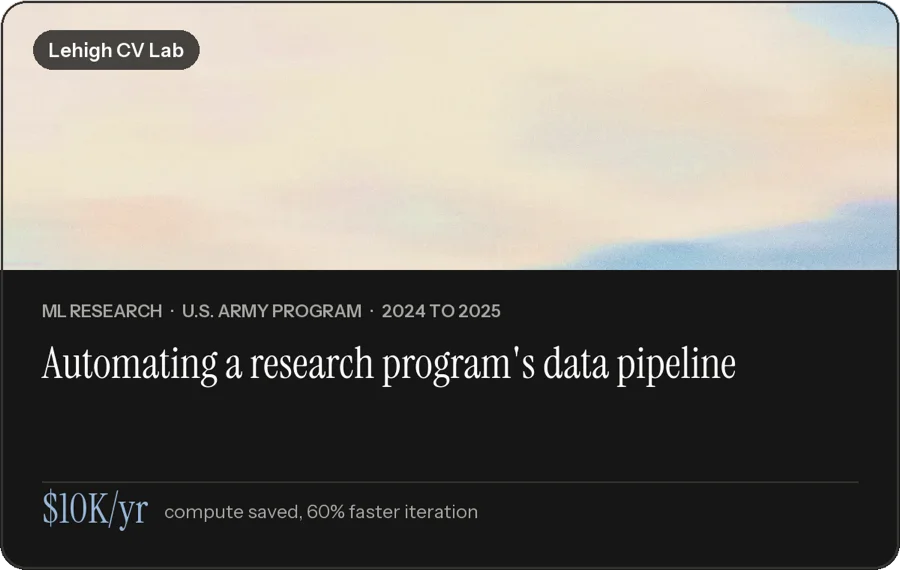 Lehigh CV Lab
ML RESEARCH · U.S. ARMY PROGRAM · 2024 TO 2025
Automating a research program's data pipeline
$10K/yr compute saved, 60% faster iteration